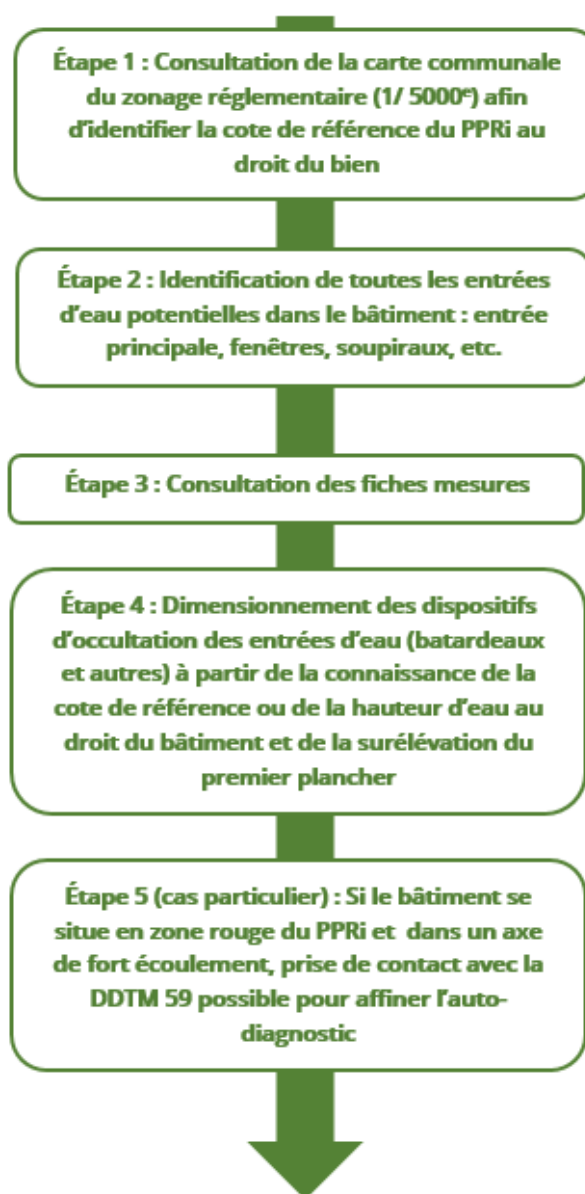 Étape 1 : Consultation de la carte communale
du zonage réglementaire (1/ 5000ᵉ) afin
d'identifier la cote de référence du PPRi au
droit du bien
Étape 2 : Identification de toutes les entrées
d'eau potentielles dans le bâtiment : entrée
principale, fenêtres, soupiraux, etc.
Étape 3 : Consultation des fiches mesures
Étape 4 : Dimensionnement des dispositifs
d'occultation des entrées d'eau (batardeaux
et autres) à partir de la connaissance de la
cote de référence ou de la hauteur d'eau au
droit du bâtiment et de la surélévation du
premier plancher
Étape 5 (cas particulier) : Si le bâtiment se
situe en zone rouge du PPRi et dans un axe
de fort écoulement, prise de contact avec la
DDTM 59 possible pour affiner l'auto-
diagnostic